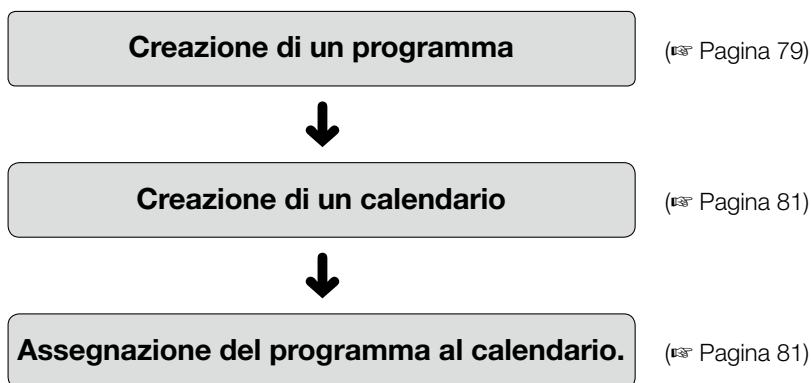 Creazione di un programma (☞ Pagina 79)
Creazione di un calendario (☞ Pagina 81)
Assegnazione del programma al calendario. (☞ Pagina 81)